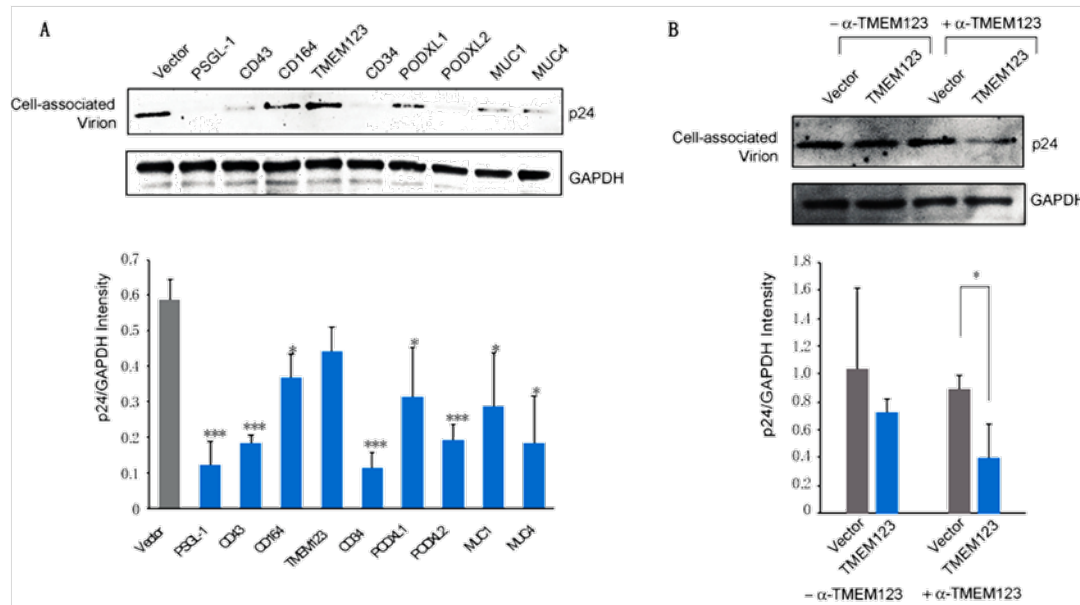 A
Vector
PSGL-1
CD43
CD164
TMEM123
CD34
PODXL1
PODXL2
MUC1
MUC4
Cell-associated
Virion
p24
GAPDH
p24/GAPDH Intensity
0.7
0.6
0.5
0.4
0.3
0.2
0.1
0
***
***
*
***
*
***
*
*
Vector
PSGL-1
CD43
CD164
TMEM123
CD34
PODXL1
PODXL2
MUC1
MUC4
B
– α-TMEM123
+ α-TMEM123
Vector
TMEM123
Vector
TMEM123
Cell-associated
Virion
p24
GAPDH
p24/GAPDH Intensity
1.8
1.6
1.4
1.2
1.0
0.8
0.6
0.4
0.2
0
*
Vector
TMEM123
Vector
TMEM123
– α-TMEM123
+ α-TMEM123